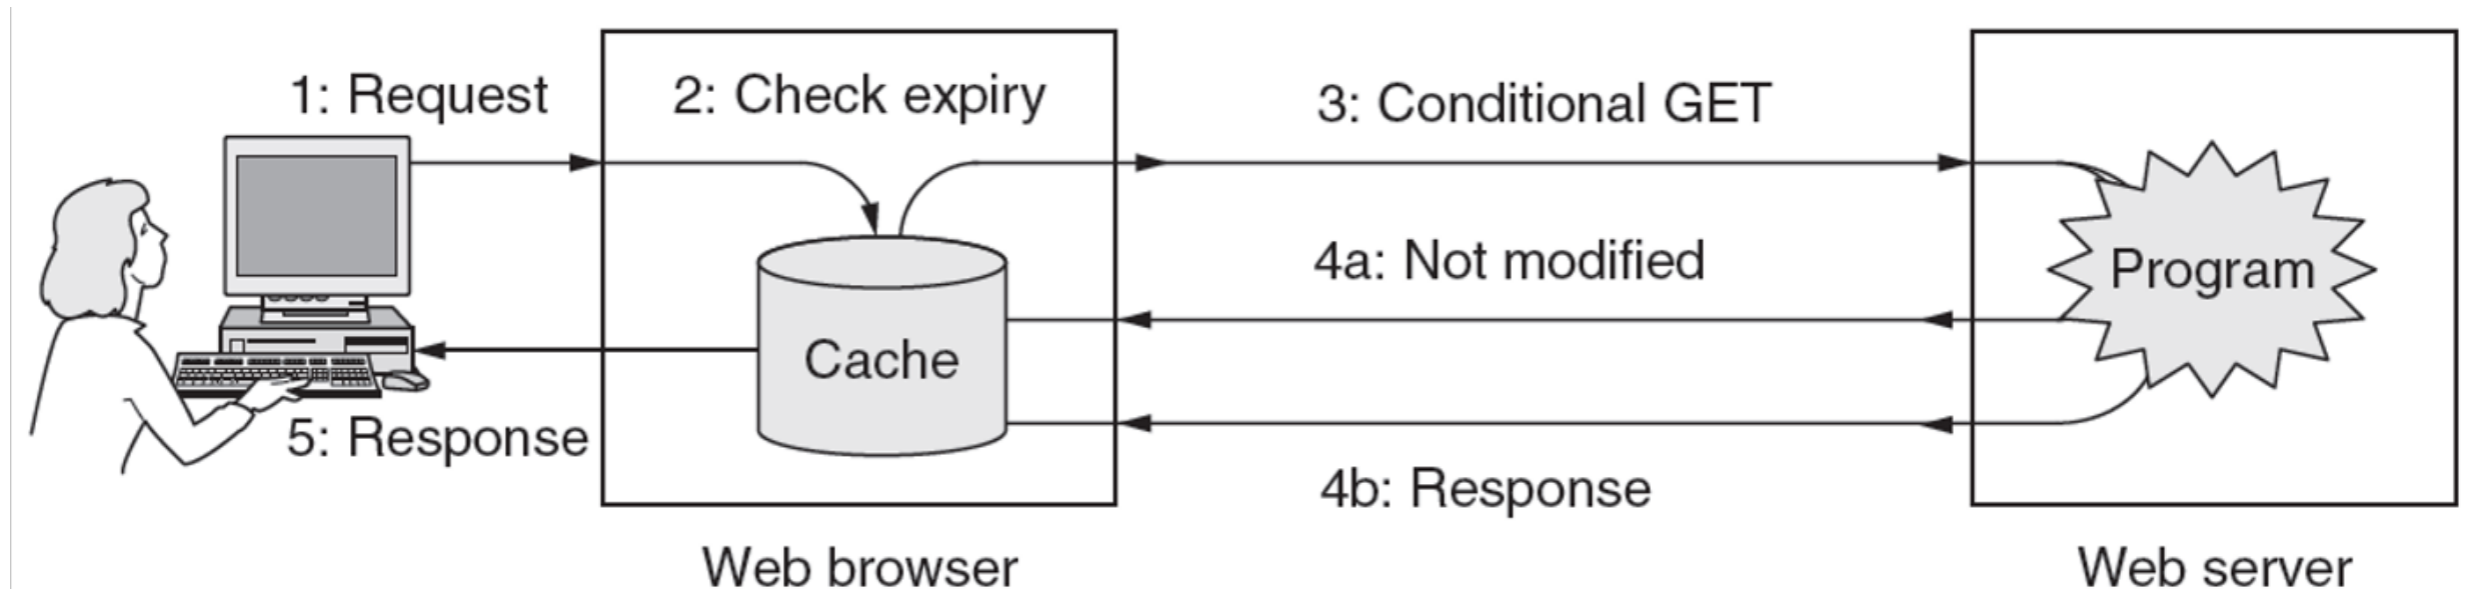 1: Request
2: Check expiry
3: Conditional GET
4a: Not modified
Program
Cache
5: Response
4b: Response
Web browser
Web server